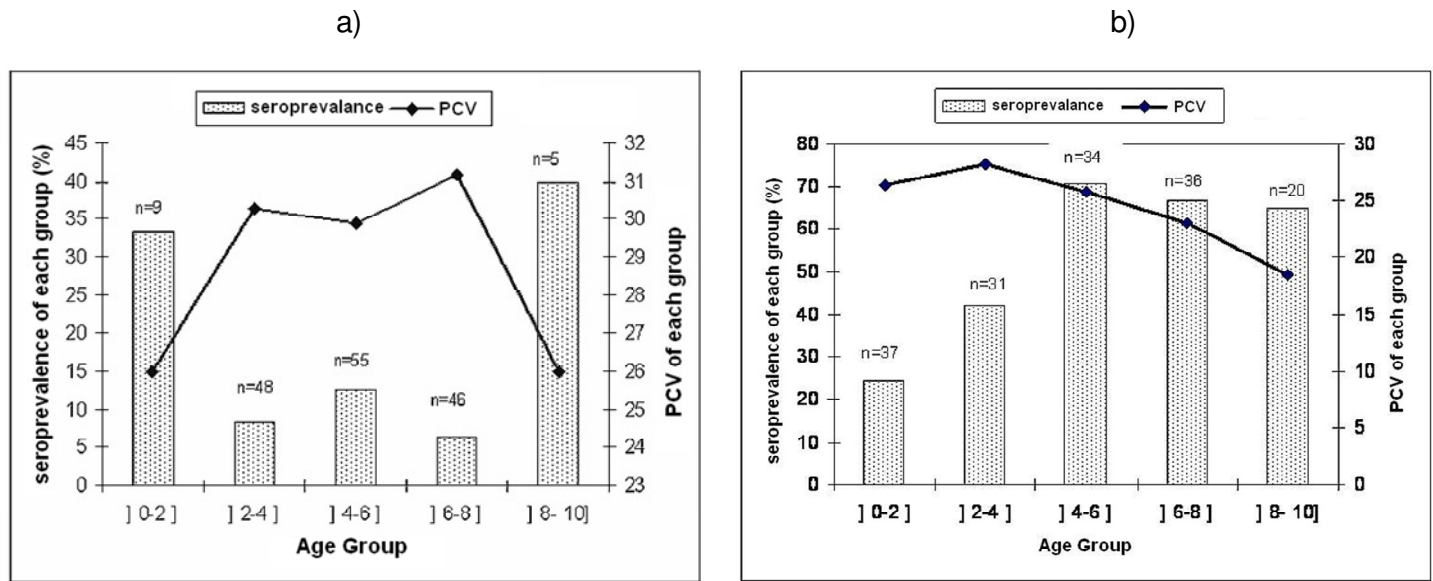 a)
seroprevalance PCV
seroprevalence of each group (%)
45
40
35
30
25
20
15
10
5
0
n=9
n=48
n=55
n=46
n=5
32
31
30
29
28
27
26
25
24
23
PCV of each group
] 0-2 ] ] 2-4 ] ] 4-6 ] ] 6-8 ] ] 8- 10]
Age Group
b)
seroprevalance PCV
seroprevalence of each group (%)
80
70
60
50
40
30
20
10
0
n=37
n=31
n=34
n=36
n=20
30
25
20
15
10
5
0
PCV of each group
] 0-2 ] ] 2-4 ] ] 4-6 ] ] 6-8 ] ] 8- 10]
Age Group